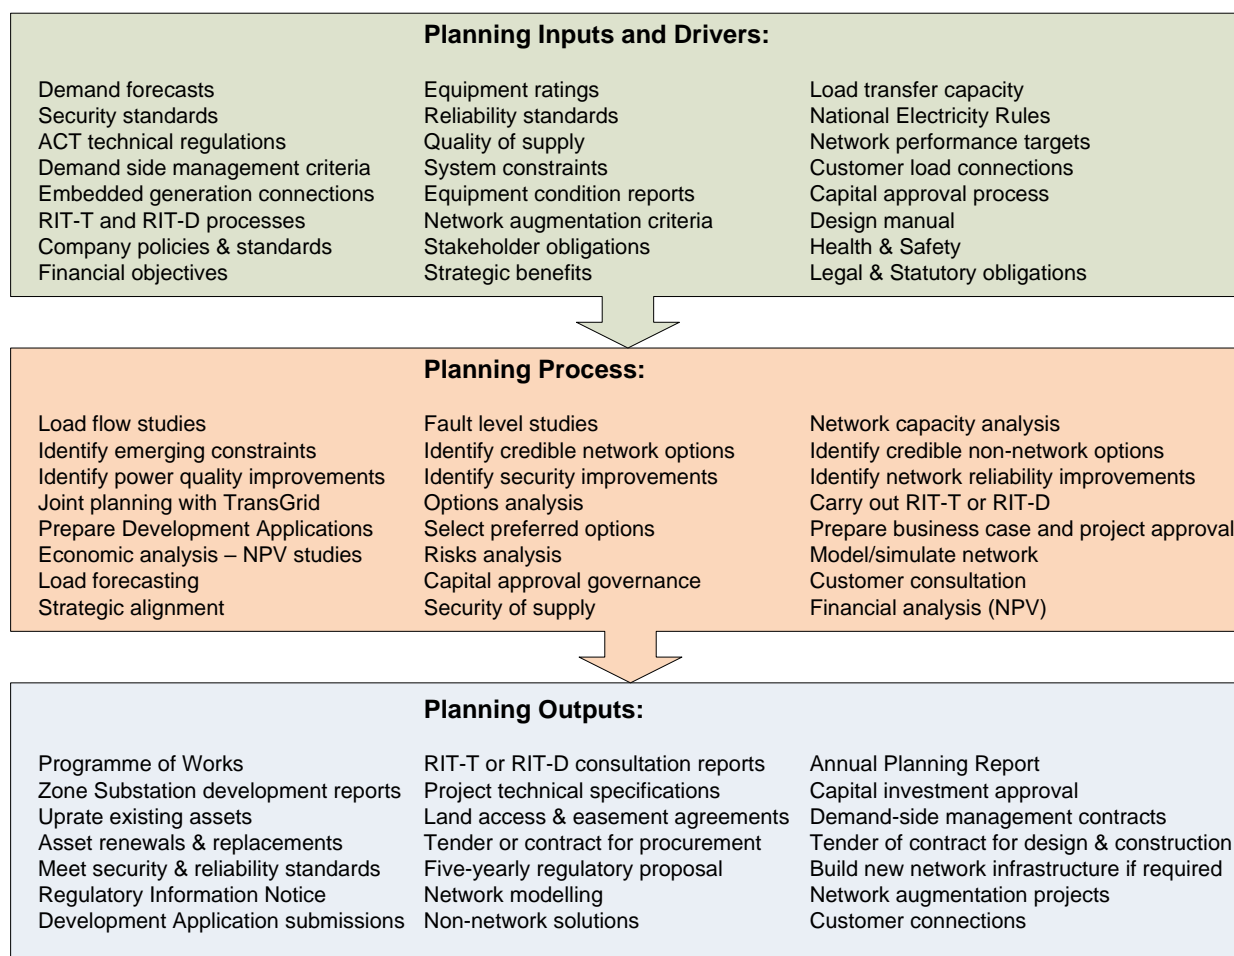 Planning Inputs and Drivers:
Demand forecasts Equipment ratings Load transfer capacity
Security standards Reliability standards National Electricity Rules
ACT technical regulations Quality of supply Network performance targets
Demand side management criteria System constraints Customer load connections
Embedded generation connections Equipment condition reports Capital approval process
RIT-T and RIT-D processes Network augmentation criteria Design manual
Company policies & standards Stakeholder obligations Health & Safety
Financial objectives Strategic benefits Legal & Statutory obligations
Planning Process:
Load flow studies Fault level studies Network capacity analysis
Identify emerging constraints Identify credible network options Identify credible non-network options
Identify power quality improvements Identify security improvements Identify network reliability improvements
Joint planning with TransGrid Options analysis Carry out RIT-T or RIT-D
Prepare Development Applications Select preferred options Prepare business case and project approval
Economic analysis – NPV studies Risks analysis Model/simulate network
Load forecasting Capital approval governance Customer consultation
Strategic alignment Security of supply Financial analysis (NPV)
Planning Outputs:
Programme of Works RIT-T or RIT-D consultation reports Annual Planning Report
Zone Substation development reports Project technical specifications Capital investment approval
Uprate existing assets Land access & easement agreements Demand-side management contracts
Asset renewals & replacements Tender or contract for procurement Tender of contract for design & construction
Meet security & reliability standards Five-yearly regulatory proposal Build new network infrastructure if required
Regulatory Information Notice Network modelling Network augmentation projects
Development Application submissions Non-network solutions Customer connections